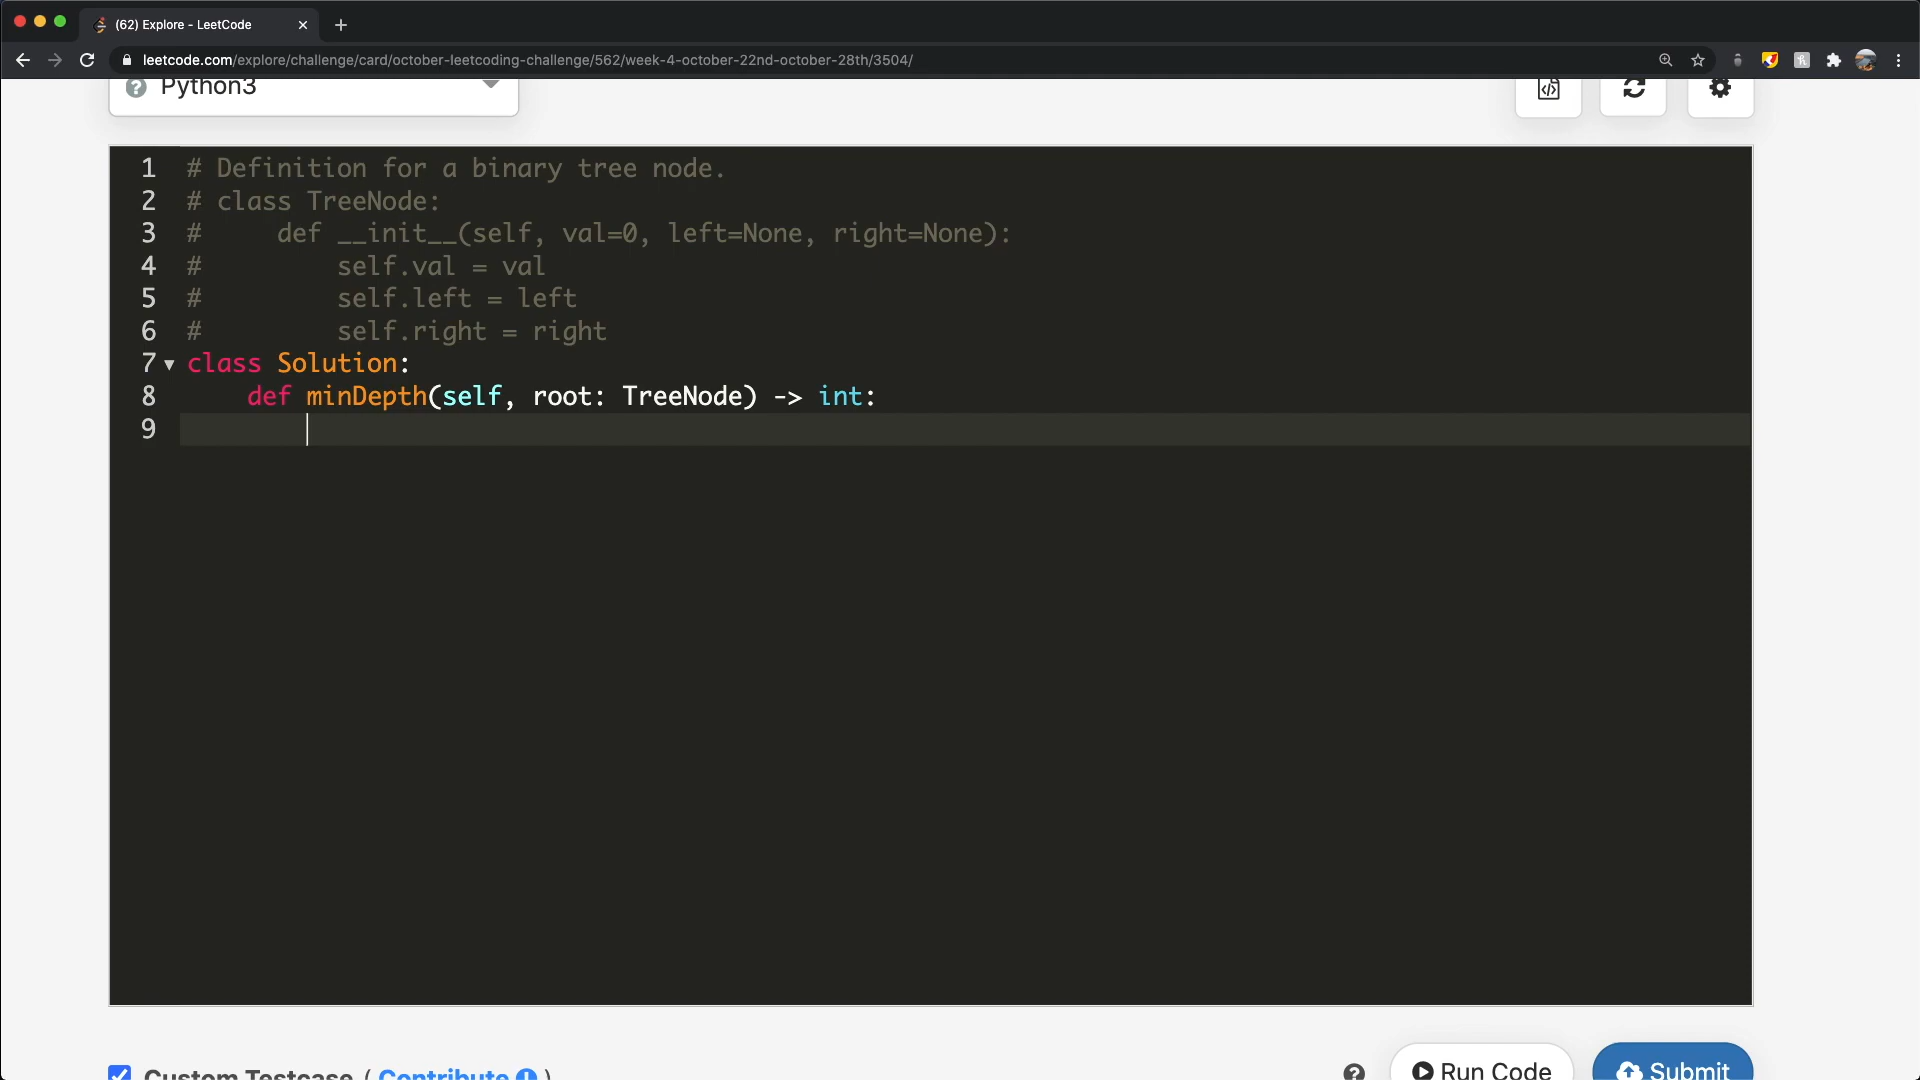 (62) Explore - LeetCode
leetcode.com/explore/challenge/card/october-leetcoding-challenge/562/week-4-october-22nd-october-28th/3504/
Python3
1 # Definition for a binary tree node.
2 # class TreeNode:
3 #     def __init__(self, val=0, left=None, right=None):
4 #         self.val = val
5 #         self.left = left
6 #         self.right = right
7 class Solution:
8     def minDepth(self, root: TreeNode) -> int:
9
Custom Testcase ( Contribute )
Run Code
Submit